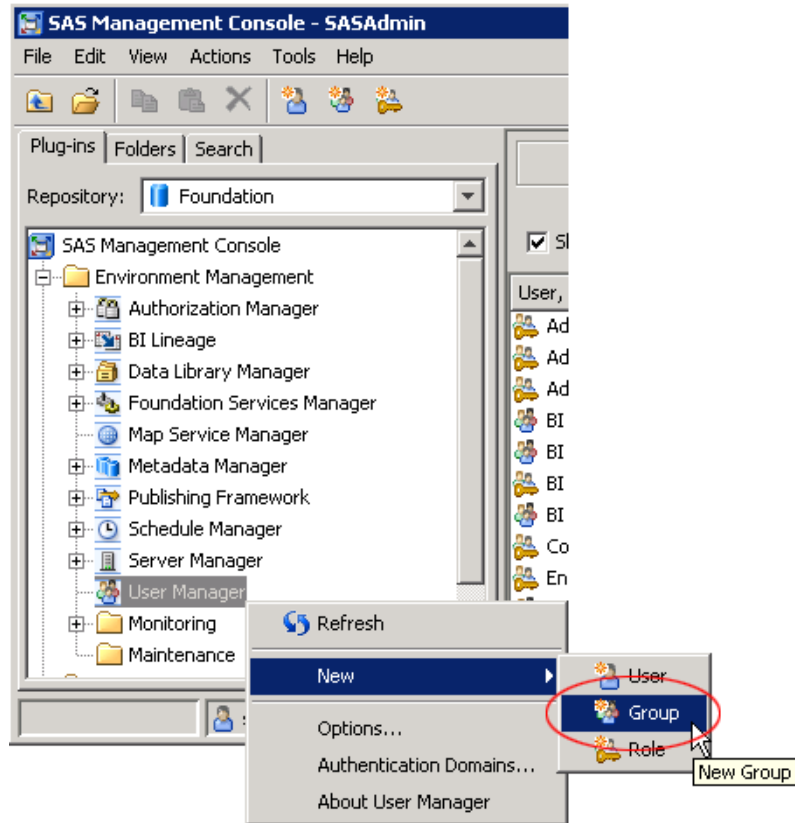 SAS Management Console - SASAdmin
File Edit View Actions Tools Help
Plug-ins Folders Search
Repository: Foundation
SAS Management Console
Environment Management
Authorization Manager
BI Lineage
Data Library Manager
Foundation Services Manager
Map Service Manager
Metadata Manager
Publishing Framework
Schedule Manager
Server Manager
User Manager
Monitoring
Maintenance
User,
Ad
Ad
Ad
BI
BI
BI
BI
Co
En
Refresh
New
Options...
Authentication Domains...
About User Manager
User
Group
Role
New Group